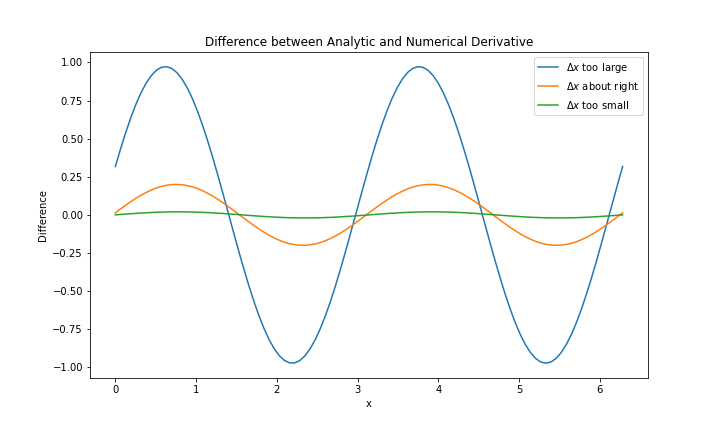 Difference between Analytic and Numerical Derivative
Δx too large
Δx about right
Δx too small
Difference
1.00
0.75
0.50
0.25
0.00
−0.25
−0.50
−0.75
−1.00
0 1 2 3 4 5 6
x